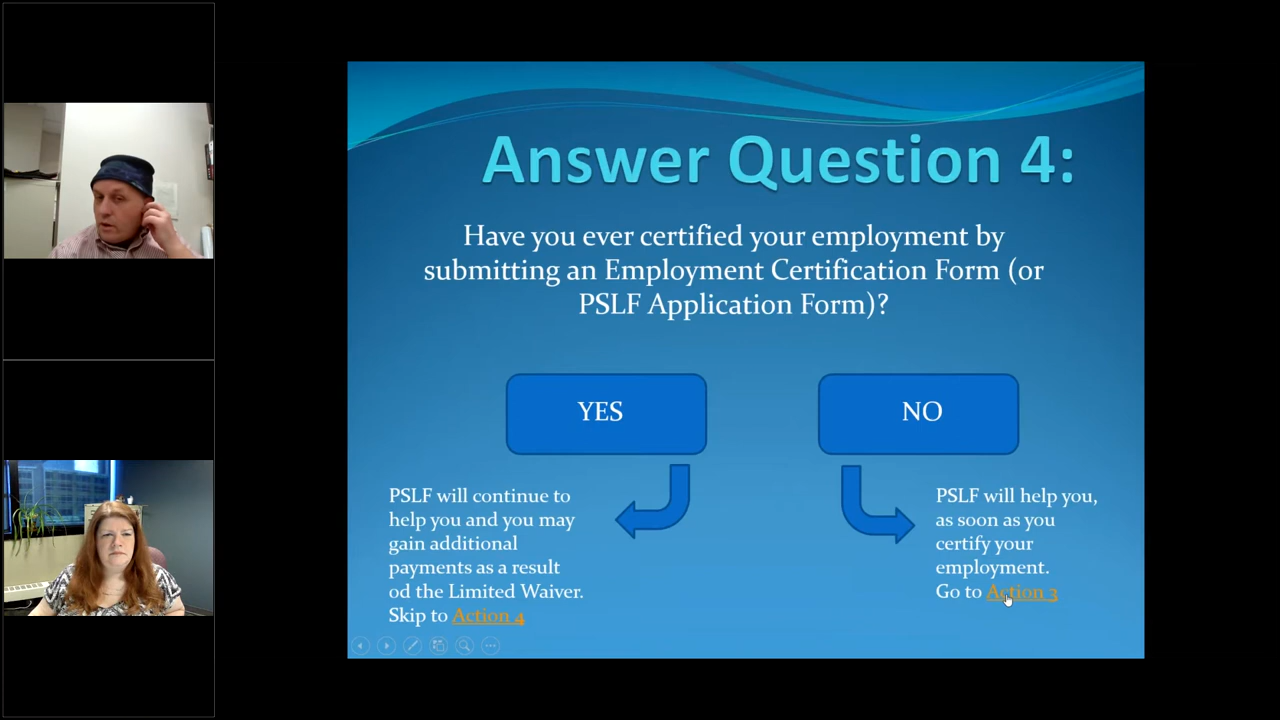 Answer Question 4:
Have you ever certified your employment by
submitting an Employment Certification Form (or
PSLF Application Form)?
YES
NO
PSLF will continue to
help you and you may
gain additional
payments as a result
od the Limited Waiver.
Skip to Action 4
PSLF will help you,
as soon as you
certify your
employment.
Go to Action 3